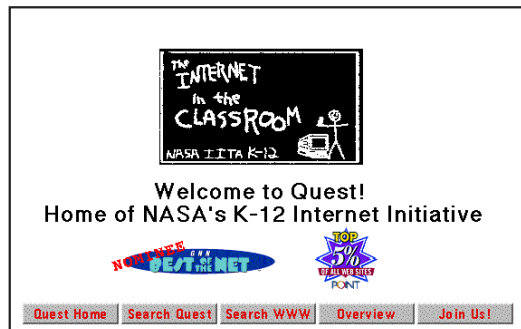 The
INTERNET
in the
CLASSROOM
NASA IITA K-12
Welcome to Quest!
Home of NASA's K-12 Internet Initiative
NOMINEE
GNN
BEST OF THE NET
TOP
5%
OF ALL WEB SITES
POINT
Quest Home Search Quest Search WWW Overview Join Us!